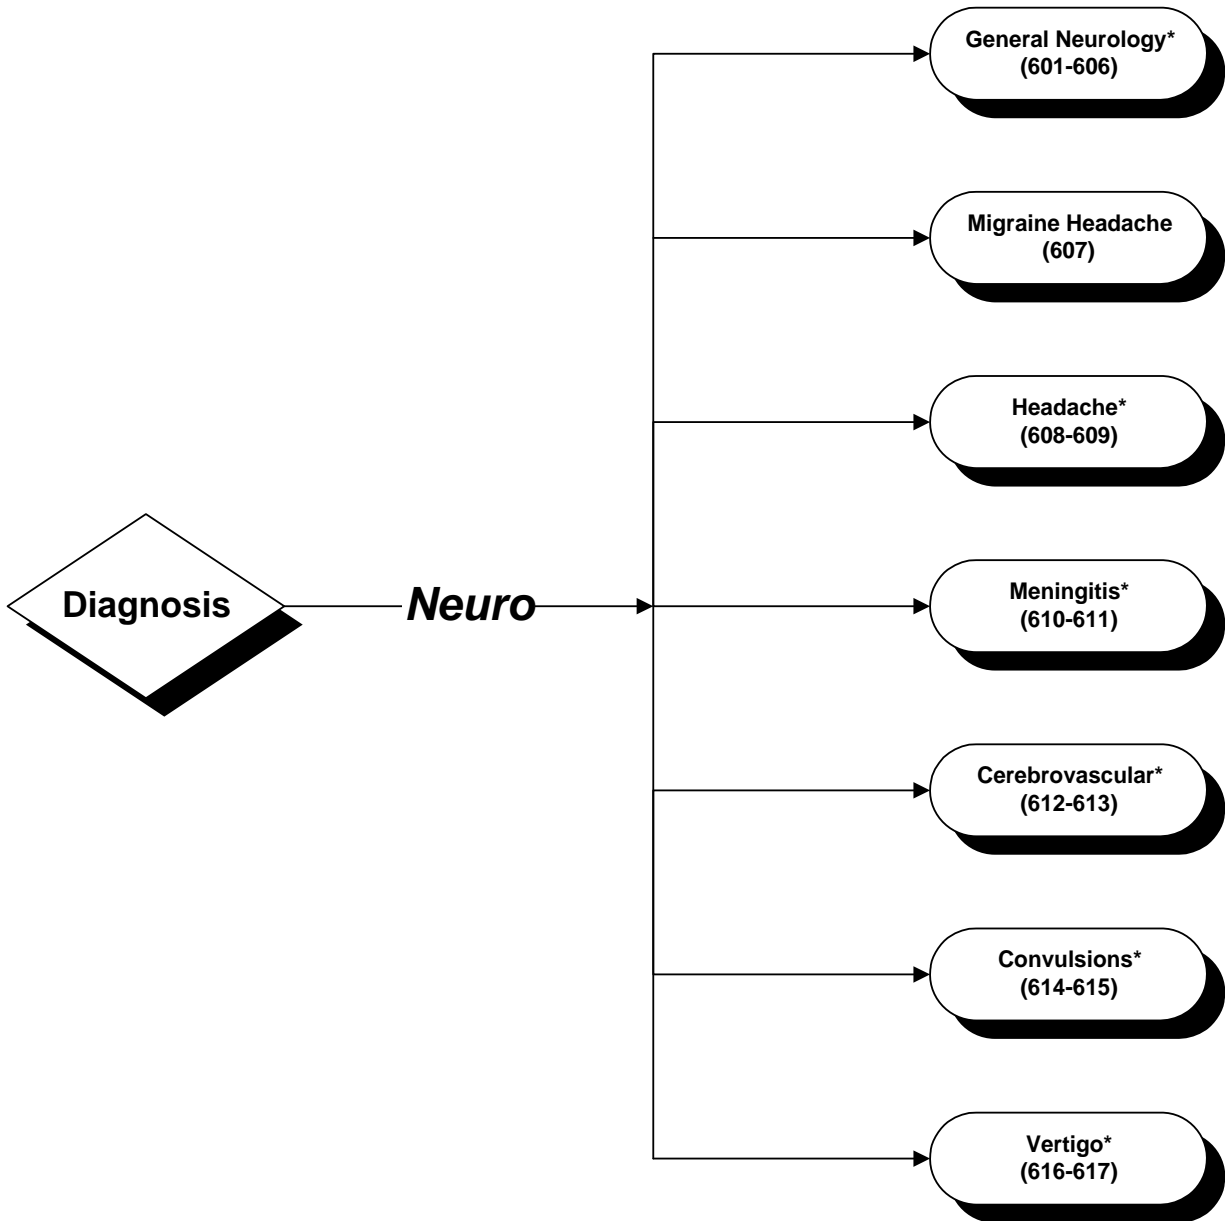 General Neurology*
(601-606)
Migraine Headache
(607)
Headache*
(608-609)
Diagnosis
Neuro
Meningitis*
(610-611)
Cerebrovascular*
(612-613)
Convulsions*
(614-615)
Vertigo*
(616-617)